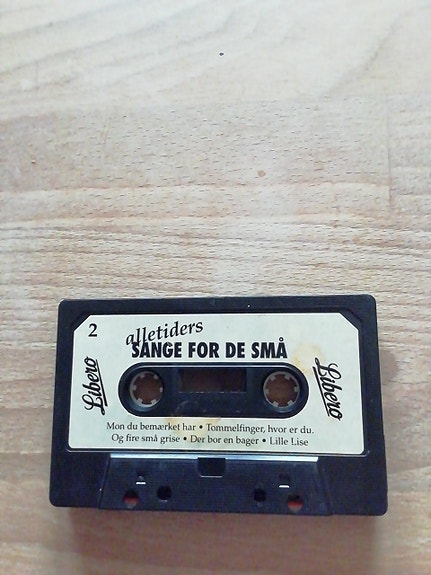 2
alletiders
SANGE FOR DE SMÅ
Libero
Libero
Mon du bemærket har • Tommelfinger, hvor er du.
Og fire små grise • Der bor en bager • Lille Lise